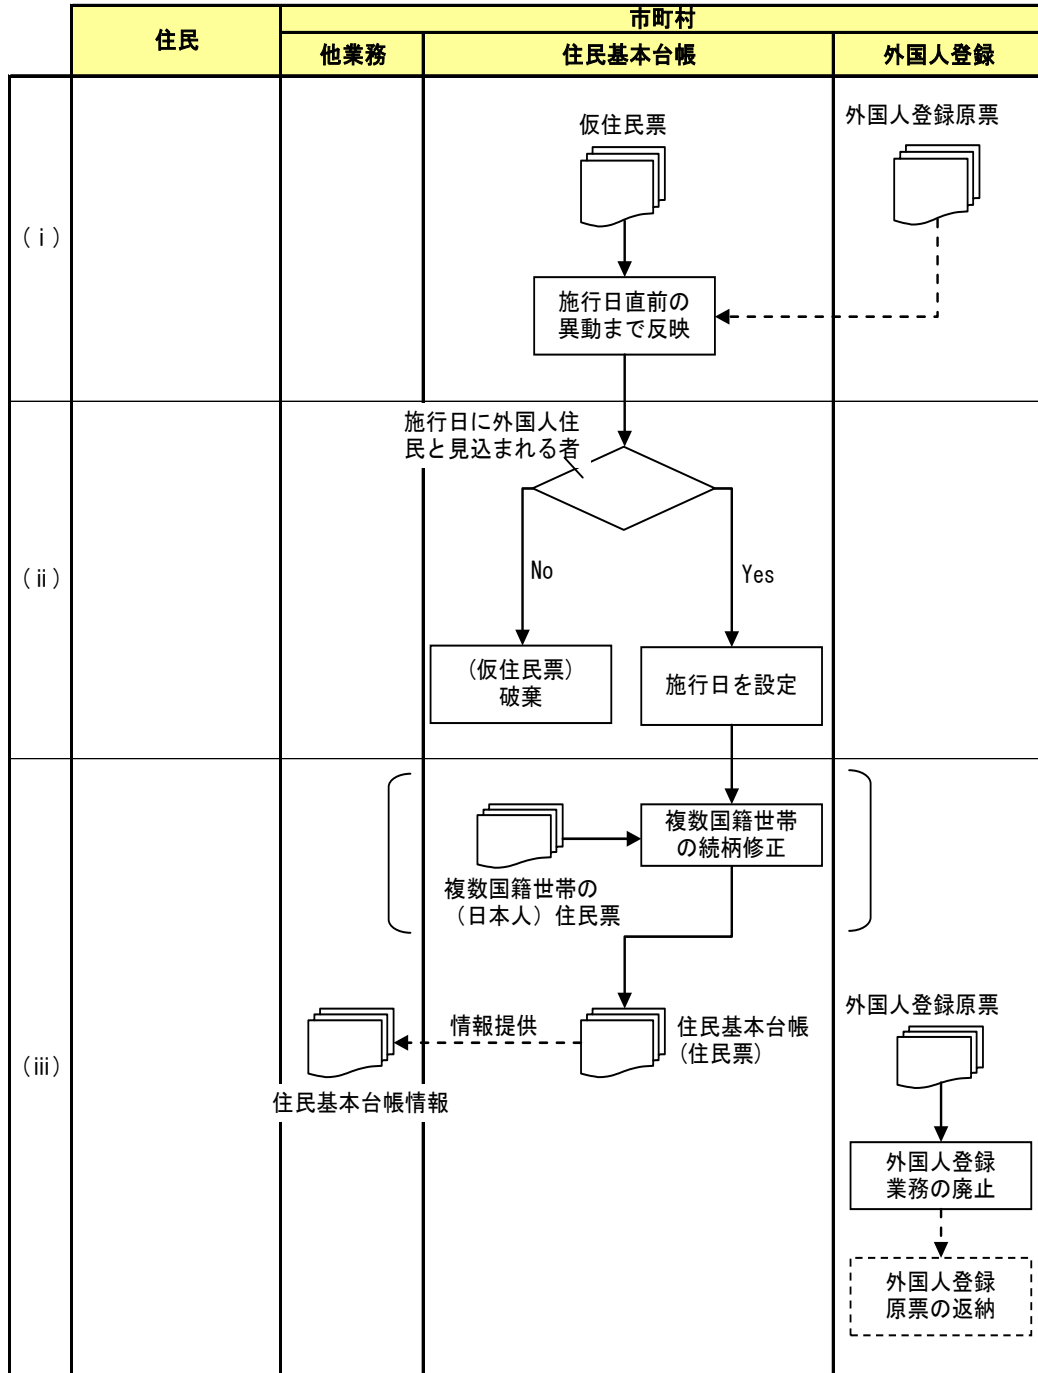 住民
市町村
他業務
住民基本台帳
外国人登録
(ⅰ)
仮住民票
外国人登録原票
施行日直前の
異動まで反映
(ⅱ)
施行日に外国人住
民と見込まれる者
No
Yes
(仮住民票)
破棄
施行日を設定
(ⅲ)
複数国籍世帯
の続柄修正
複数国籍世帯の
(日本人)住民票
情報提供
住民基本台帳
(住民票)
住民基本台帳情報
外国人登録原票
外国人登録
業務の廃止
外国人登録
原票の返納